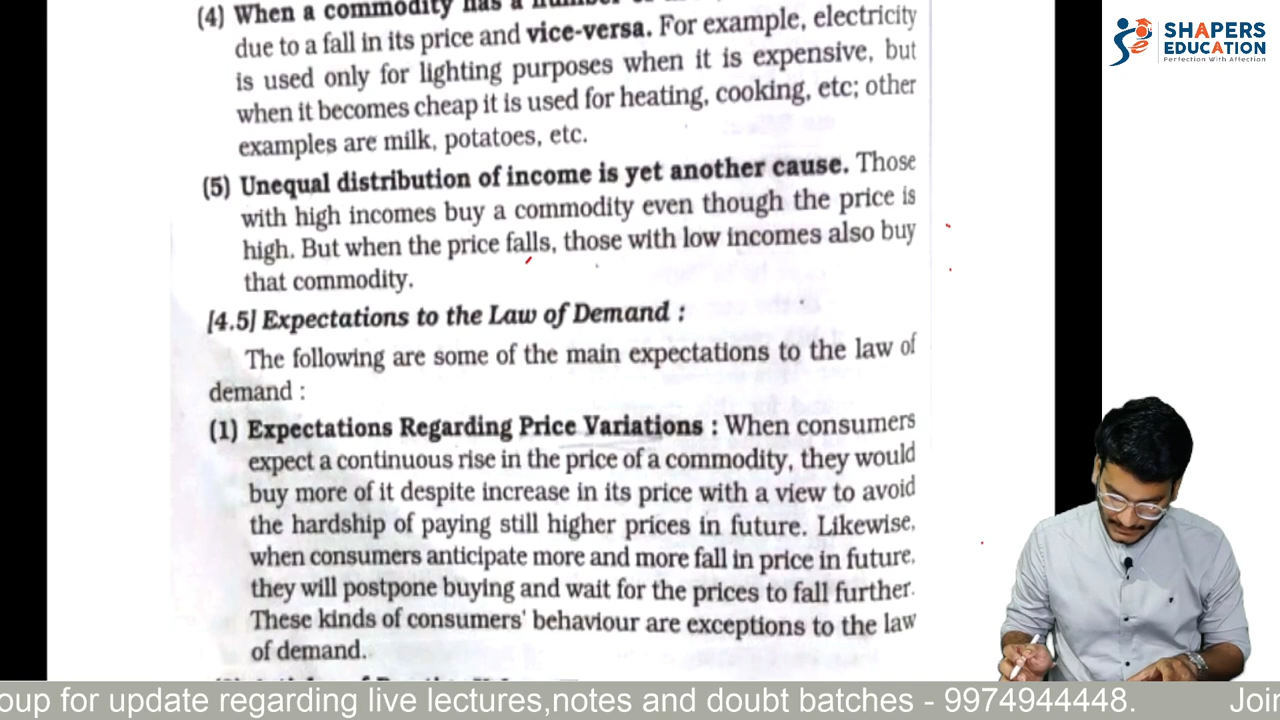 (4) When a commodity has a number of
due to a fall in its price and vice-versa. For example, electricity
is used only for lighting purposes when it is expensive, but
when it becomes cheap it is used for heating, cooking, etc; other
examples are milk, potatoes, etc.
(5) Unequal distribution of income is yet another cause. Those
with high incomes buy a commodity even though the price is
high. But when the price falls, those with low incomes also buy
that commodity.
[4.5] Expectations to the Law of Demand :
The following are some of the main expectations to the law of
demand :
(1) Expectations Regarding Price Variations : When consumers
expect a continuous rise in the price of a commodity, they would
buy more of it despite increase in its price with a view to avoid
the hardship of paying still higher prices in future. Likewise,
when consumers anticipate more and more fall in price in future,
they will postpone buying and wait for the prices to fall further.
These kinds of consumers' behaviour are exceptions to the law
of demand.
SHAPERS
EDUCATION
Perfection With Affection
oup for update regarding live lectures,notes and doubt batches - 9974944448. Join